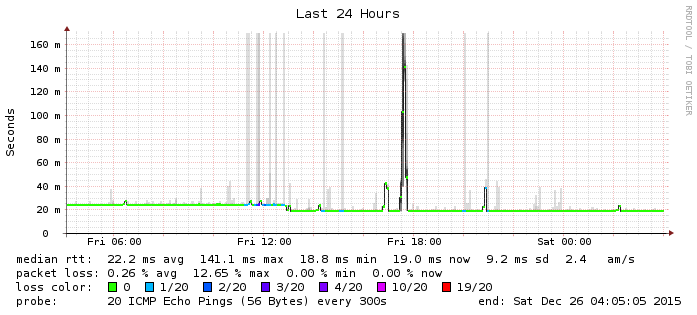 Last 24 Hours
RRDTOOL / TOBI OETIKER
Seconds
160 m
140 m
120 m
100 m
80 m
60 m
40 m
20 m
0
Fri 06:00 Fri 12:00 Fri 18:00 Sat 00:00
median rtt: 22.2 ms avg 141.1 ms max 18.8 ms min 19.0 ms now 9.2 ms sd 2.4 am/s
packet loss: 0.26 % avg 12.65 % max 0.00 % min 0.00 % now
loss color: 0 1/20 2/20 3/20 4/20 10/20 19/20
probe: 20 ICMP Echo Pings (56 Bytes) every 300s end: Sat Dec 26 04:05:05 2015